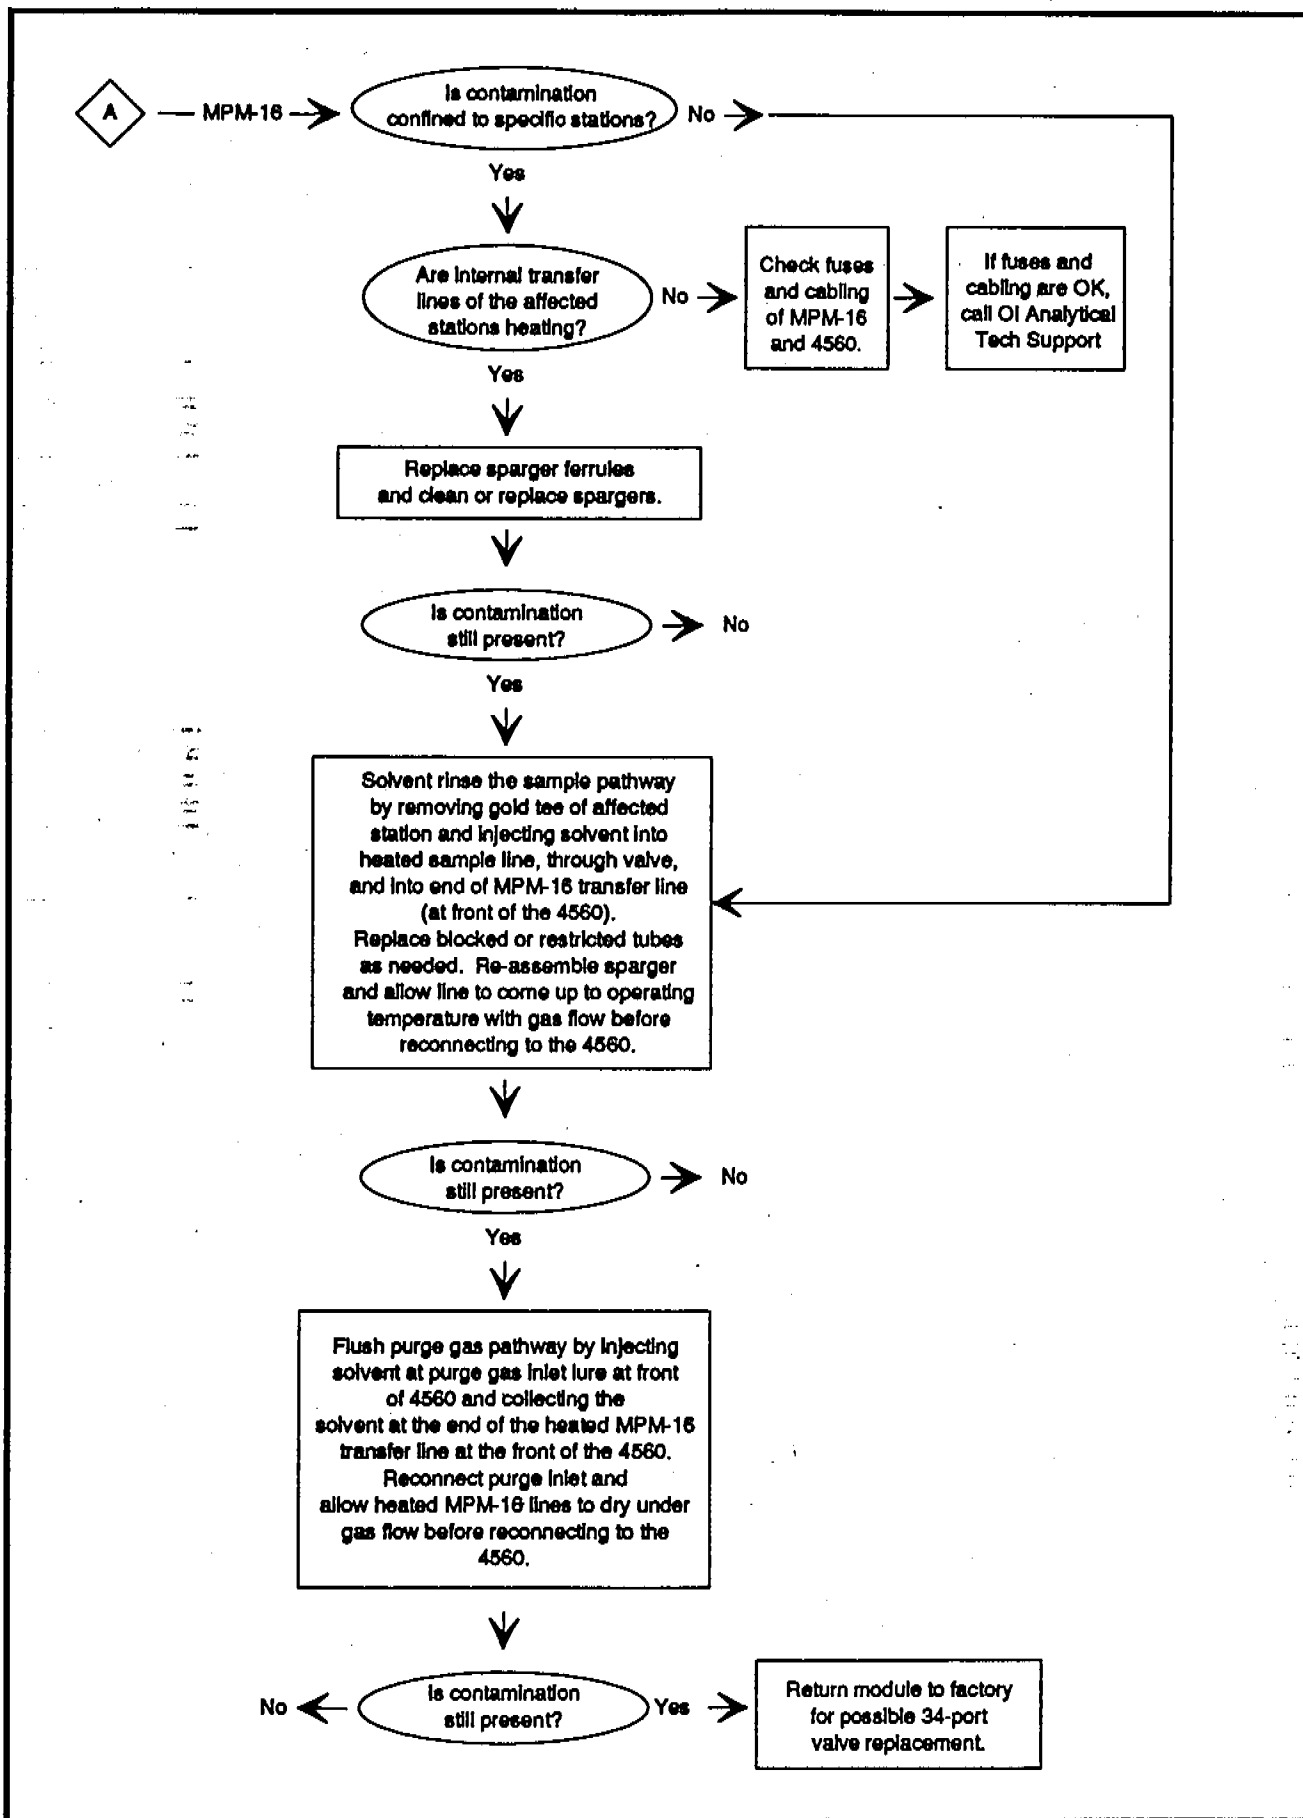 A
MPM-16
Is contamination
confined to specific stations?
No
Yes
Are internal transfer
lines of the affected
stations heating?
No
Check fuses
and cabling
of MPM-16
and 4560.
If fuses and
cabling are OK,
call OI Analytical
Tech Support
Yes
Replace sparger ferrules
and clean or replace spargers.
Is contamination
still present?
No
Yes
Solvent rinse the sample pathway
by removing gold tee of affected
station and injecting solvent into
heated sample line, through valve,
and into end of MPM-16 transfer line
(at front of the 4560).
Replace blocked or restricted tubes
as needed. Re-assemble sparger
and allow line to come up to operating
temperature with gas flow before
reconnecting to the 4560.
Is contamination
still present?
No
Yes
Flush purge gas pathway by injecting
solvent at purge gas inlet lure at front
of 4560 and collecting the
solvent at the end of the heated MPM-16
transfer line at the front of the 4560.
Reconnect purge inlet and
allow heated MPM-16 lines to dry under
gas flow before reconnecting to the
4560.
No
Is contamination
still present?
Yes
Return module to factory
for possible 34-port
valve replacement.